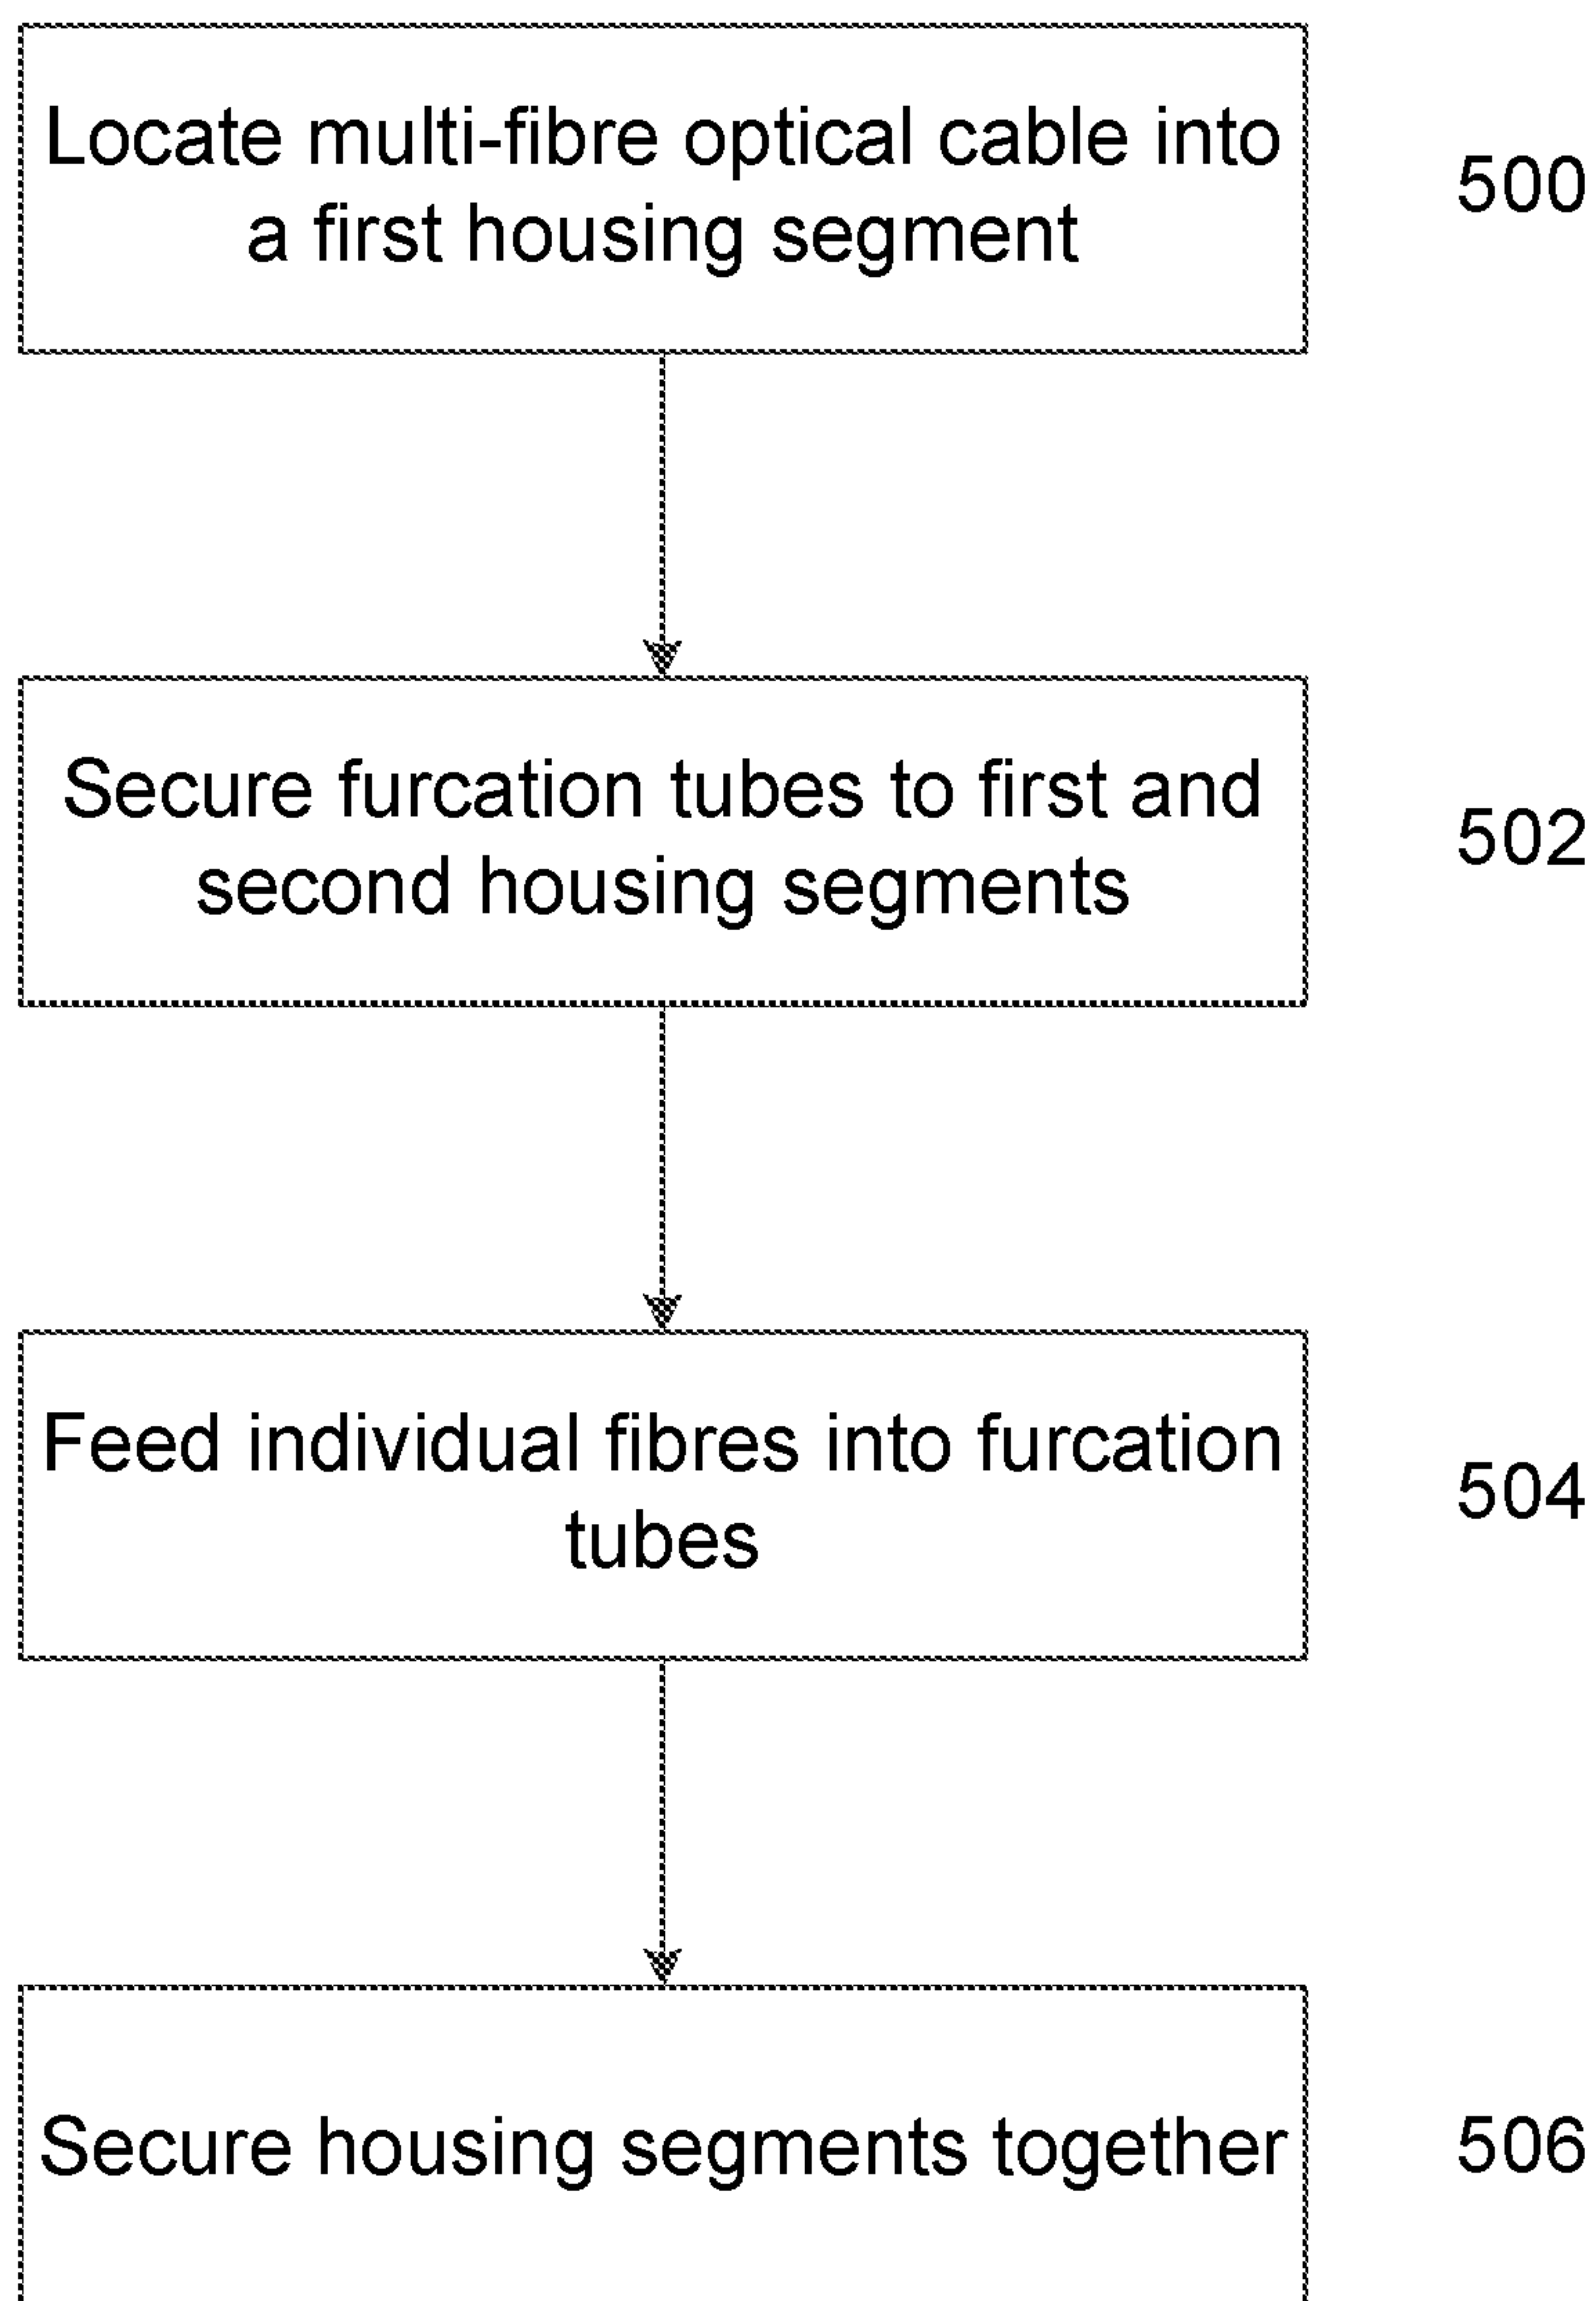 Locate multi-fibre optical cable into
a first housing segment
500
Secure furcation tubes to first and
second housing segments
502
Feed individual fibres into furcation
tubes
504
Secure housing segments together
506